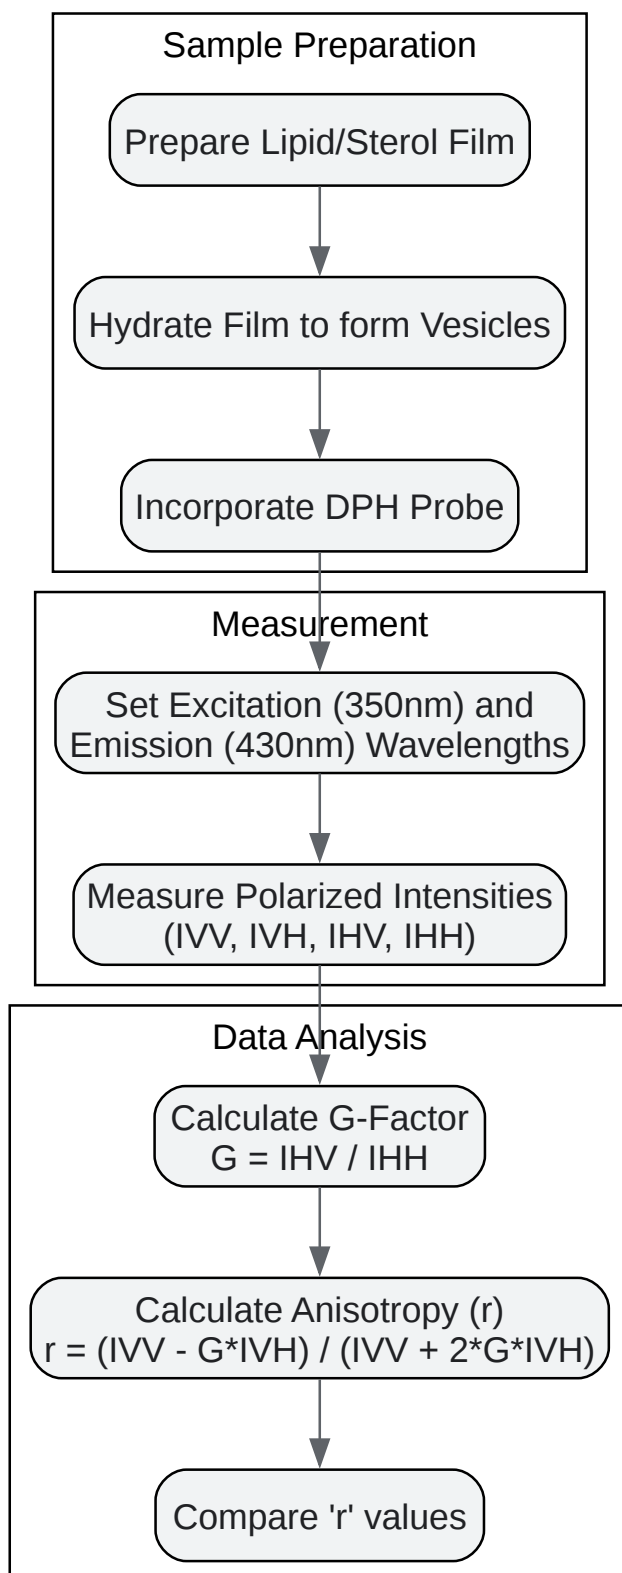 Sample Preparation
Prepare Lipid/Sterol Film
Hydrate Film to form Vesicles
Incorporate DPH Probe
Measurement
Set Excitation (350nm) and
Emission (430nm) Wavelengths
Measure Polarized Intensities
(IVV, IVH, IHV, IHH)
Data Analysis
Calculate G-Factor
G = IHV / IHH
Calculate Anisotropy (r)
r = (IVV - G*IVH) / (IVV + 2*G*IVH)
Compare 'r' values